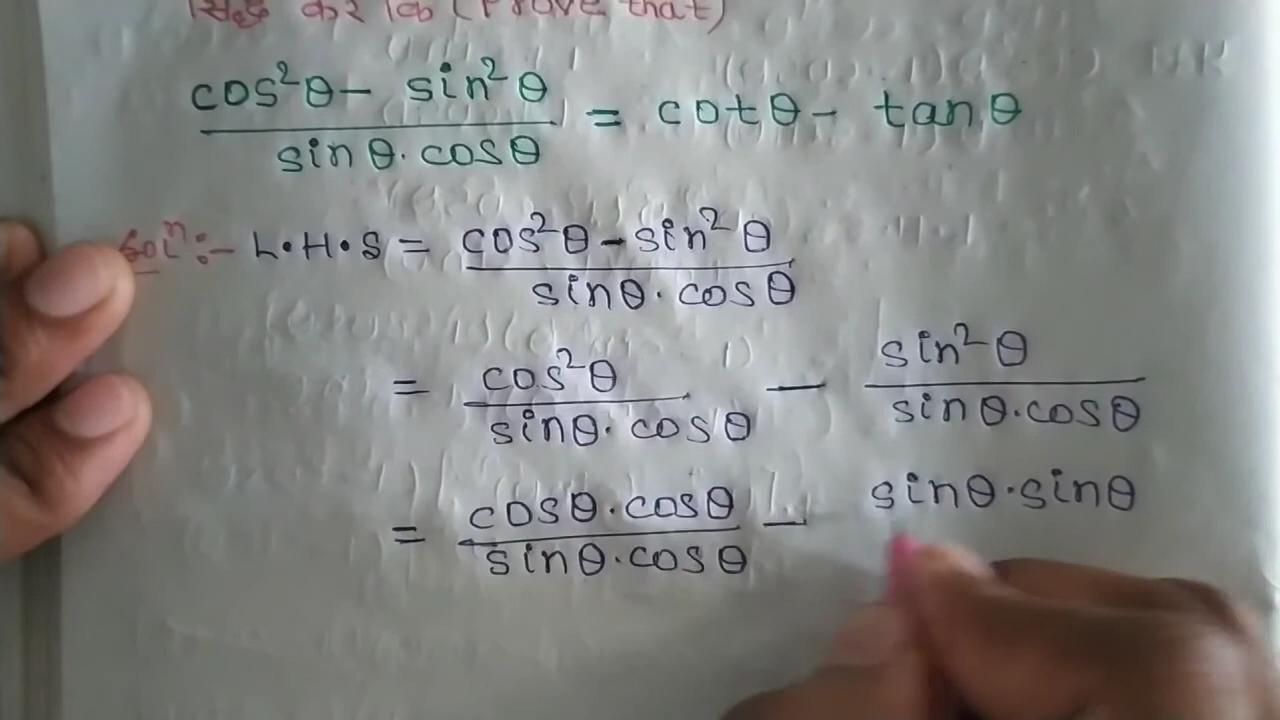 सिद्ध करें कि (Prove that)
cos²θ - sin²θ
sinθ.cosθ
= cotθ - tanθ
Solⁿ:- L.H.S = cos²θ - sin²θ
sinθ.cosθ
= cos²θ
sinθ.cosθ
- sin²θ
sinθ.cosθ
= cosθ.cosθ
sinθ.cosθ
- sinθ.sinθ